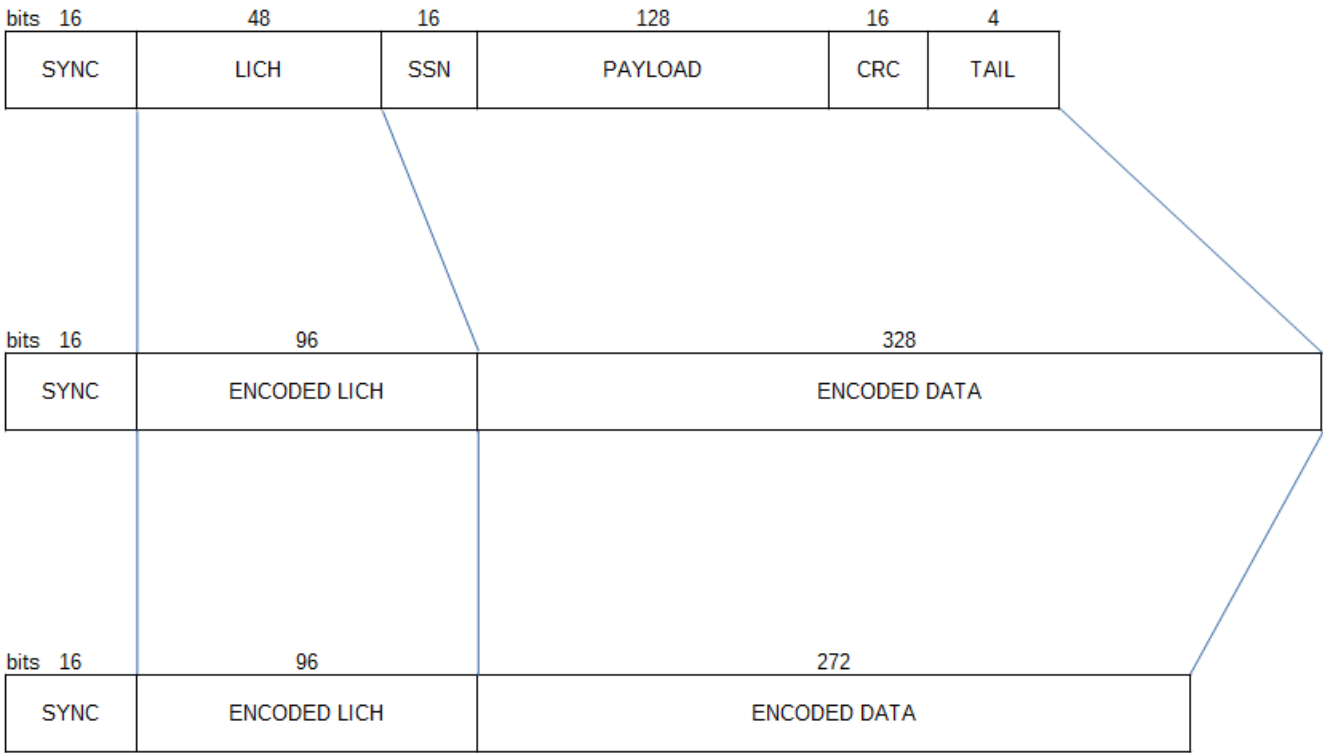 bits 16 48 16 128 16 4
SYNC LICH SSN PAYLOAD CRC TAIL
bits 16 96 328
SYNC ENCODED LICH ENCODED DATA
bits 16 96 272
SYNC ENCODED LICH ENCODED DATA